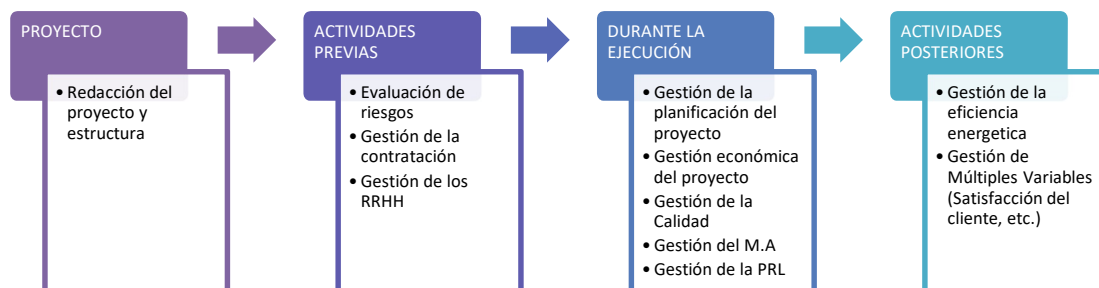 PROYECTO
• Redacción del
proyecto y
estructura
ACTIVIDADES
PREVIAS
• Evaluación de
riesgos
• Gestión de la
contratación
• Gestión de los
RRHH
DURANTE LA
EJECUCIÓN
• Gestión de la
planificación del
proyecto
• Gestión económica
del proyecto
• Gestión de la
Calidad
• Gestión del M.A
• Gestión de la PRL
ACTIVIDADES
POSTERIORES
• Gestión de la
eficiencia
energetica
• Gestión de
Múltiples Variables
(Satisfacción del
cliente, etc.)